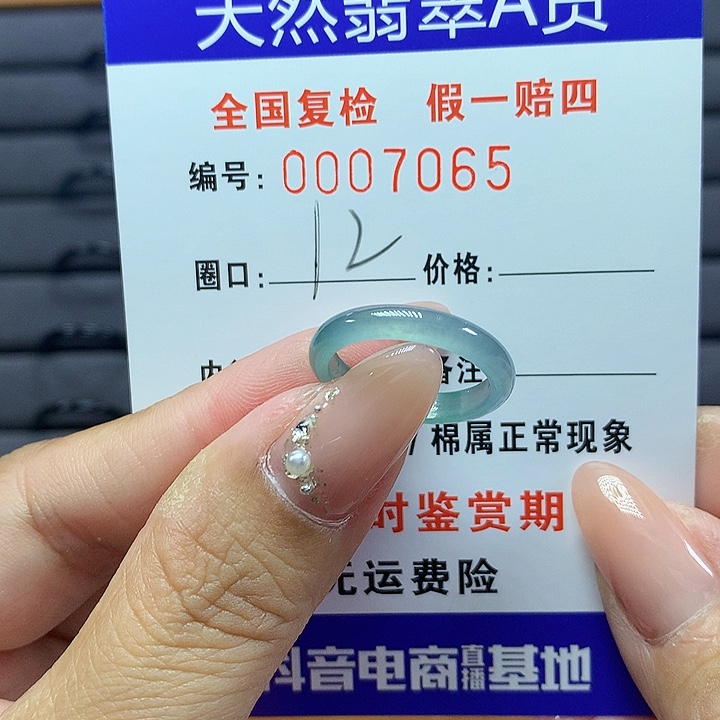 天然翡翠A货
全国复检 假一赔四
编号: 0007065
圈口: 12 价格:
备注
棉属正常现象
时鉴赏期
无运费险
抖音电商直播基地